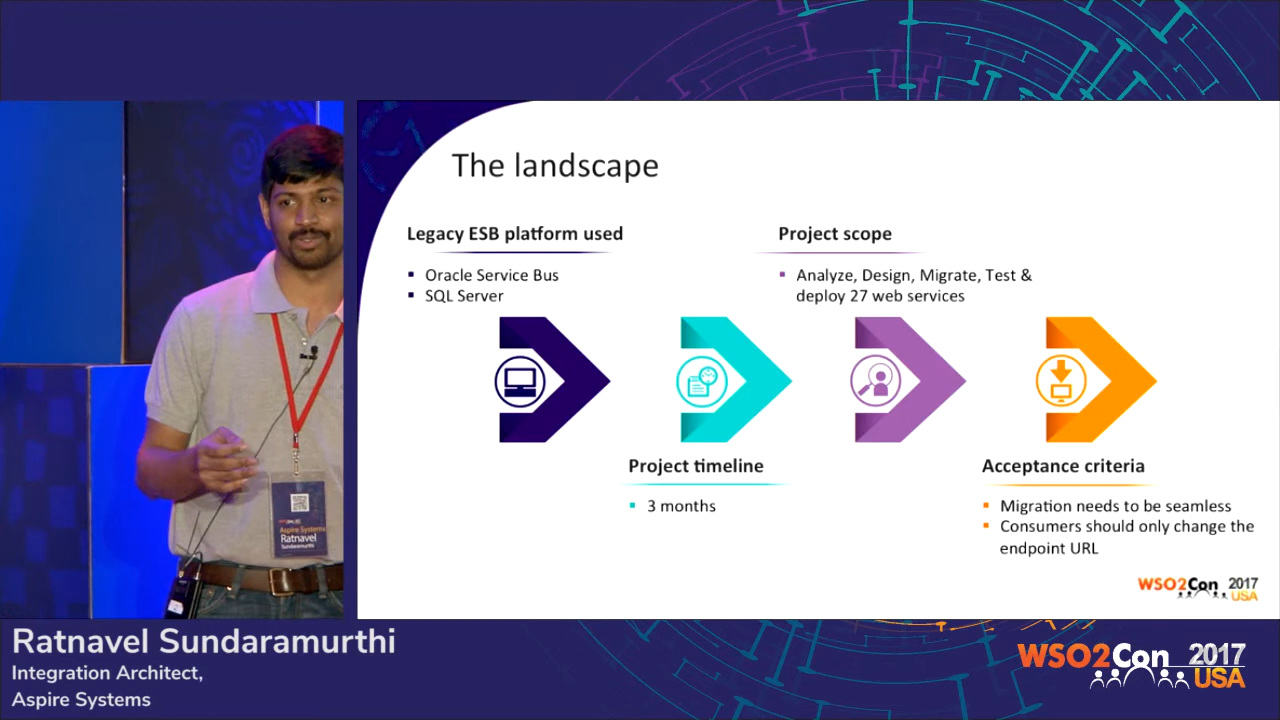 The landscape
Legacy ESB platform used
▪ Oracle Service Bus
▪ SQL Server
Project scope
▪ Analyze, Design, Migrate, Test &
deploy 27 web services
Project timeline
▪ 3 months
Acceptance criteria
▪ Migration needs to be seamless
▪ Consumers should only change the
endpoint URL
WSO2Con 2017
USA
Aspire Systems
Ratnavel
Sundaramurthi
Ratnavel Sundaramurthi
Integration Architect,
Aspire Systems
WSO2Con 2017
USA